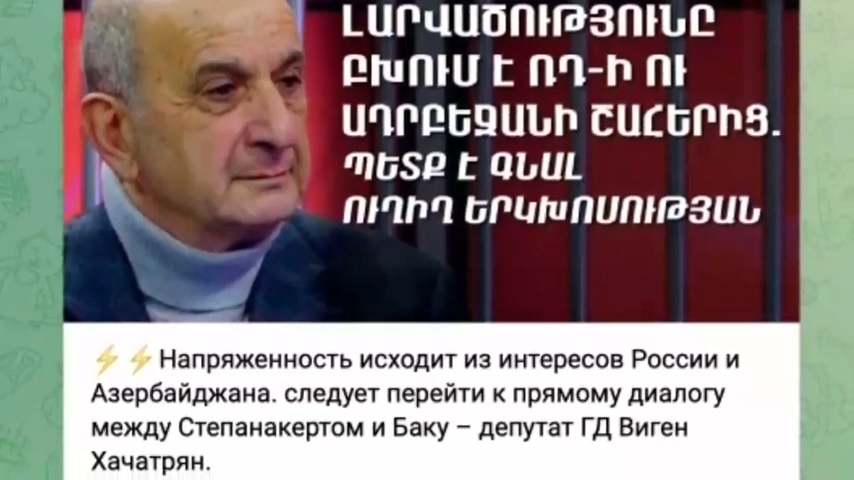 ԼԱՐՎԱԾՈՒԹՅՈՒՆԸ
ԲԽՈՒՄ Է ՌԴ-Ի ՈՒ
ԱԴՐԲԵՋԱՆԻ ՇԱՀԵՐԻՑ.
ՊԵՏՔ Է ԳՆԱԼ
ՈՒՂԻՂ ԵՐԿԽՈՍՈՒԹՅԱՆ
⚡⚡Напряженность исходит из интересов России и
Азербайджана. следует перейти к прямому диалогу
между Степанакертом и Баку – депутат ГД Виген
Хачатрян.